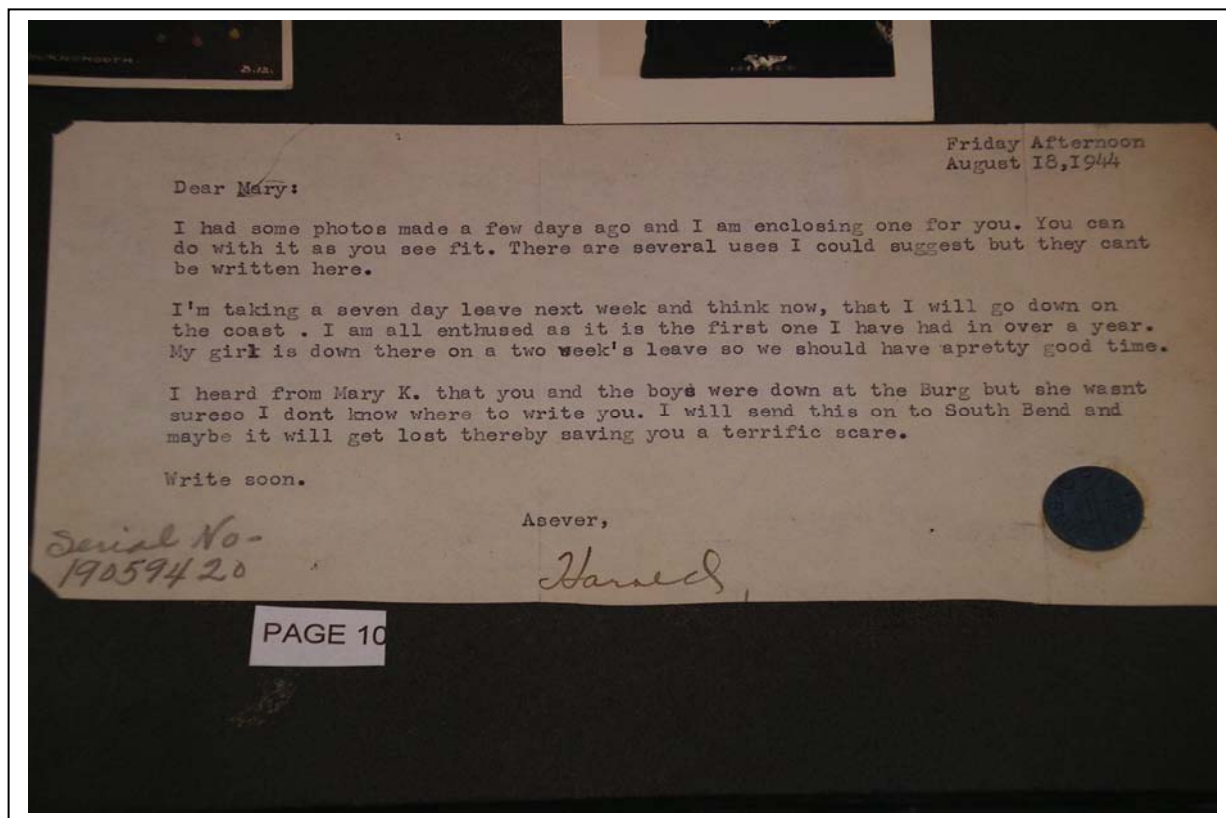 B.12.
Friday Afternoon
August 18,1944
Dear Mary:
I had some photos made a few days ago and I am enclosing one for you. You can
do with it as you see fit. There are several uses I could suggest but they cant
be written here.
I'm taking a seven day leave next week and think now, that I will go down on
the coast . I am all enthused as it is the first one I have had in over a year.
My girl is down there on a two week's leave so we should have apretty good time.
I heard from Mary K. that you and the boys were down at the Burg but she wasnt
sureso I dont know where to write you. I will send this on to South Bend and
maybe it will get lost thereby saving you a terrific scare.
Write soon.
Asever,
Harold
Serial No-
19059420
PAGE 10